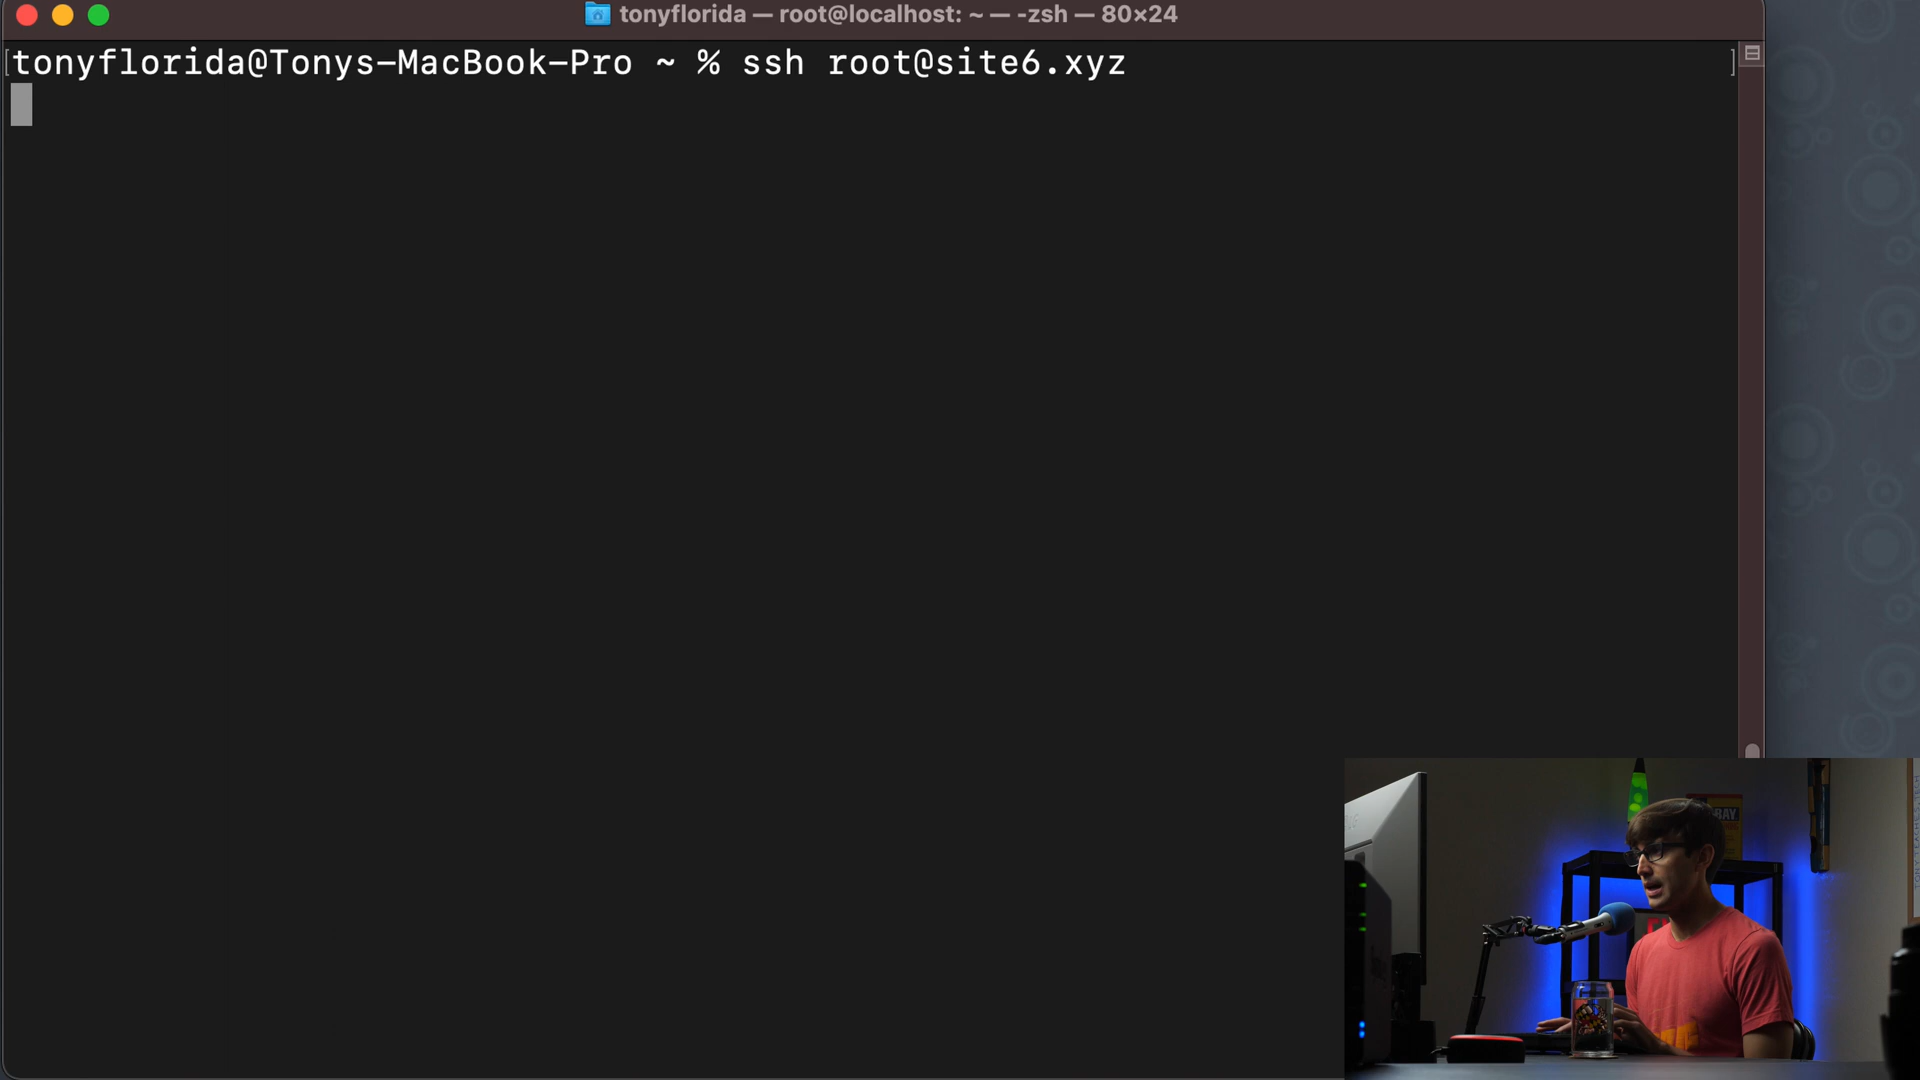 tonyflorida — root@localhost: ~ — -zsh — 80×24
[tonyflorida@Tonys-MacBook-Pro ~ % ssh root@site6.xyz ]